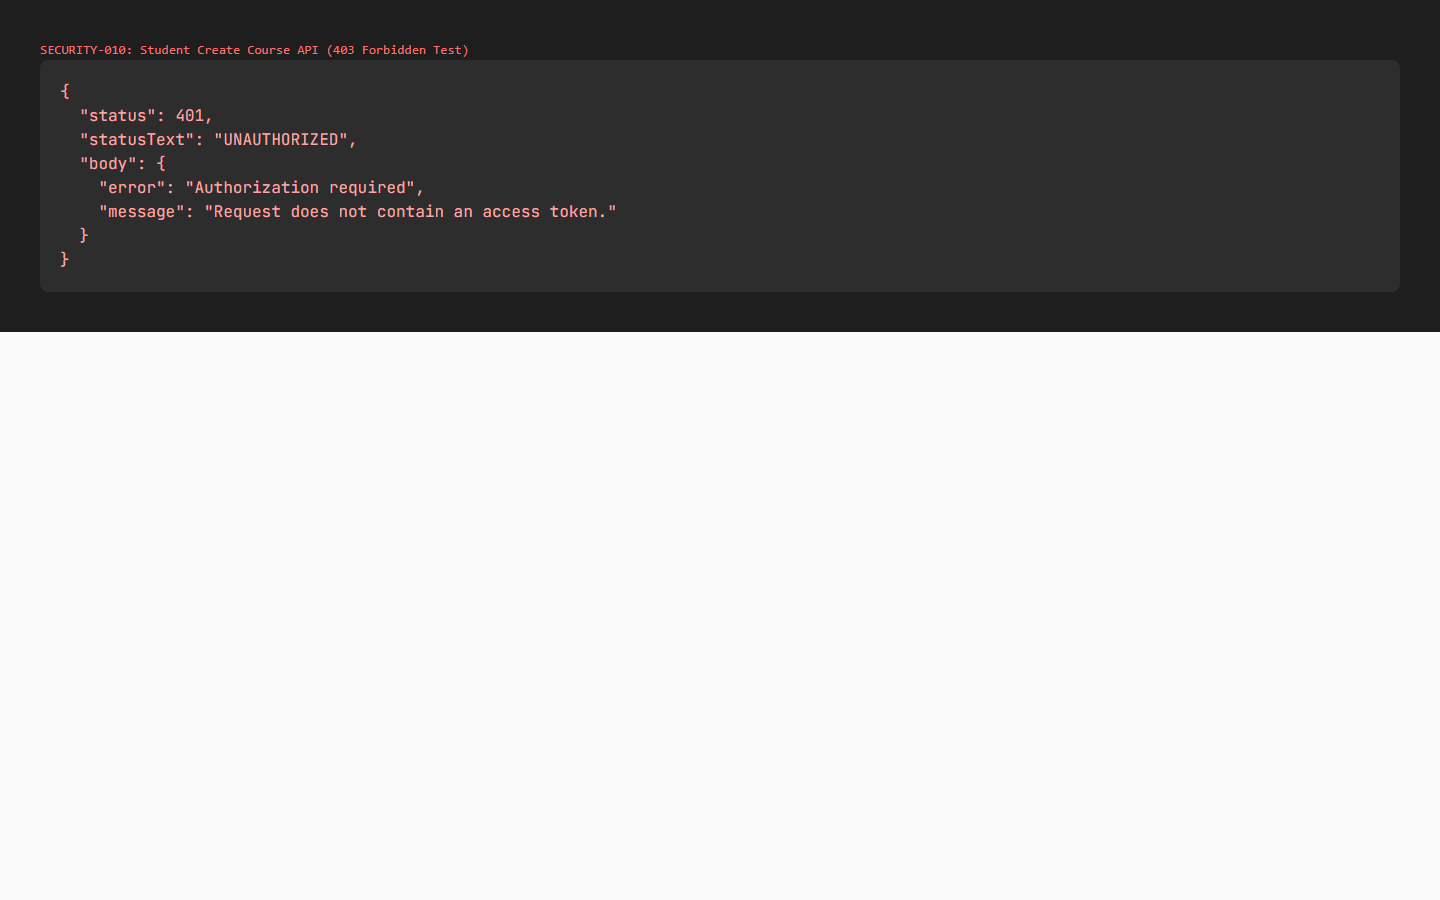 SECURITY-010: Student Create Course API (403 Forbidden Test)
{
  "status": 401,
  "statusText": "UNAUTHORIZED",
  "body": {
    "error": "Authorization required",
    "message": "Request does not contain an access token."
  }
}